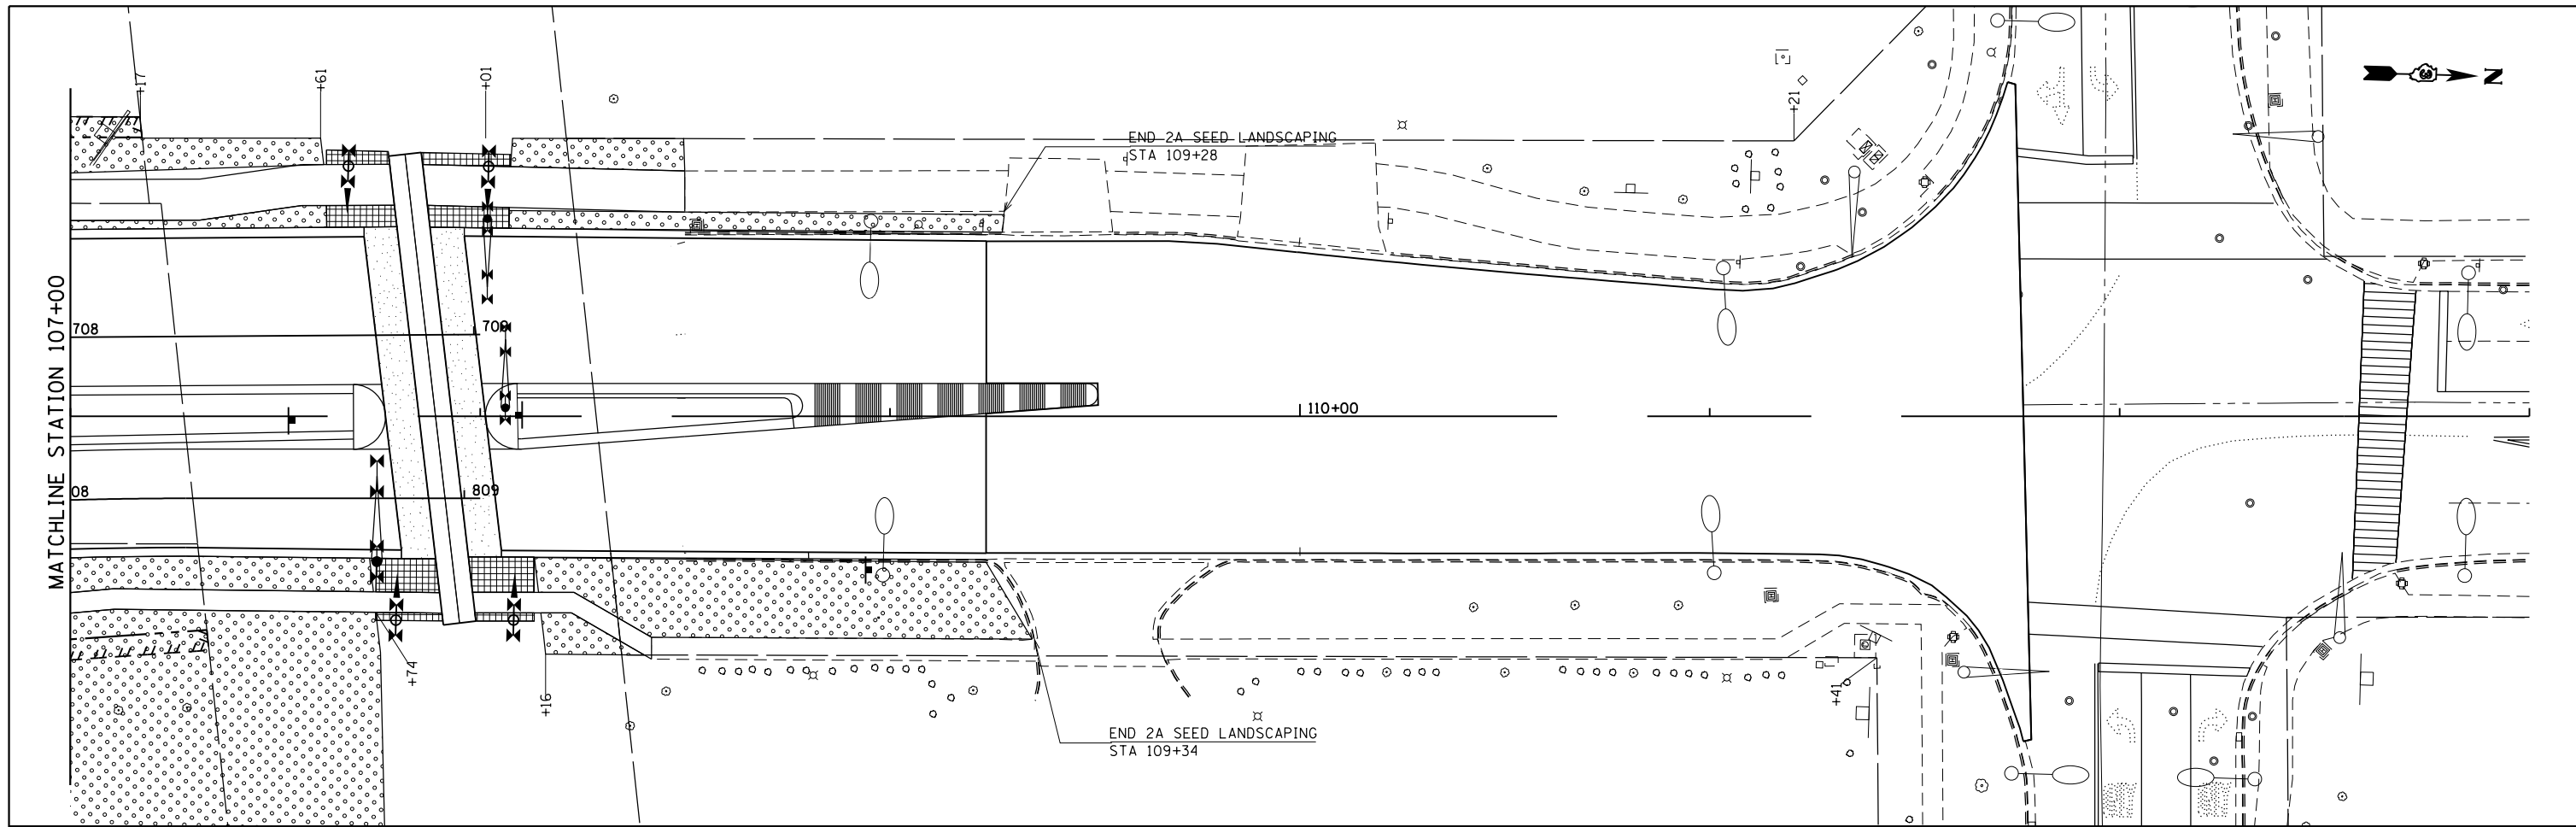 +17
+61
+01
+21
N
END 2A SEED LANDSCAPING
STA 109+28
MATCHLINE STATION 107+00
708
709
110+00
08
809
+74
+16
+41
END 2A SEED LANDSCAPING
STA 109+34